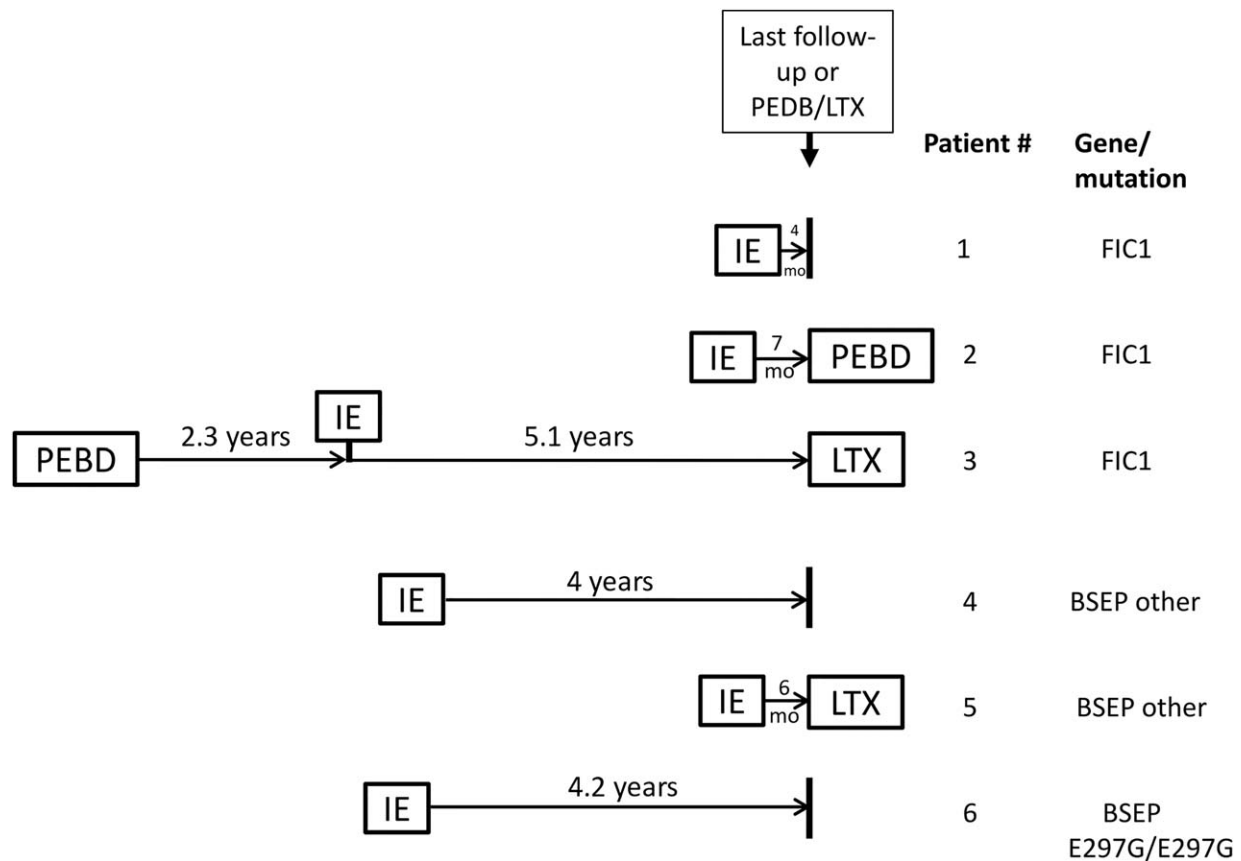 Last follow-
up or
PEDB/LTX
Patient #
Gene/
mutation
IE
4
mo
1
FIC1
IE
7
mo
PEBD
2
FIC1
PEBD
2.3 years
IE
5.1 years
LTX
3
FIC1
IE
4 years
4
BSEP other
IE
6
mo
LTX
5
BSEP other
IE
4.2 years
6
BSEP
E297G/E297G